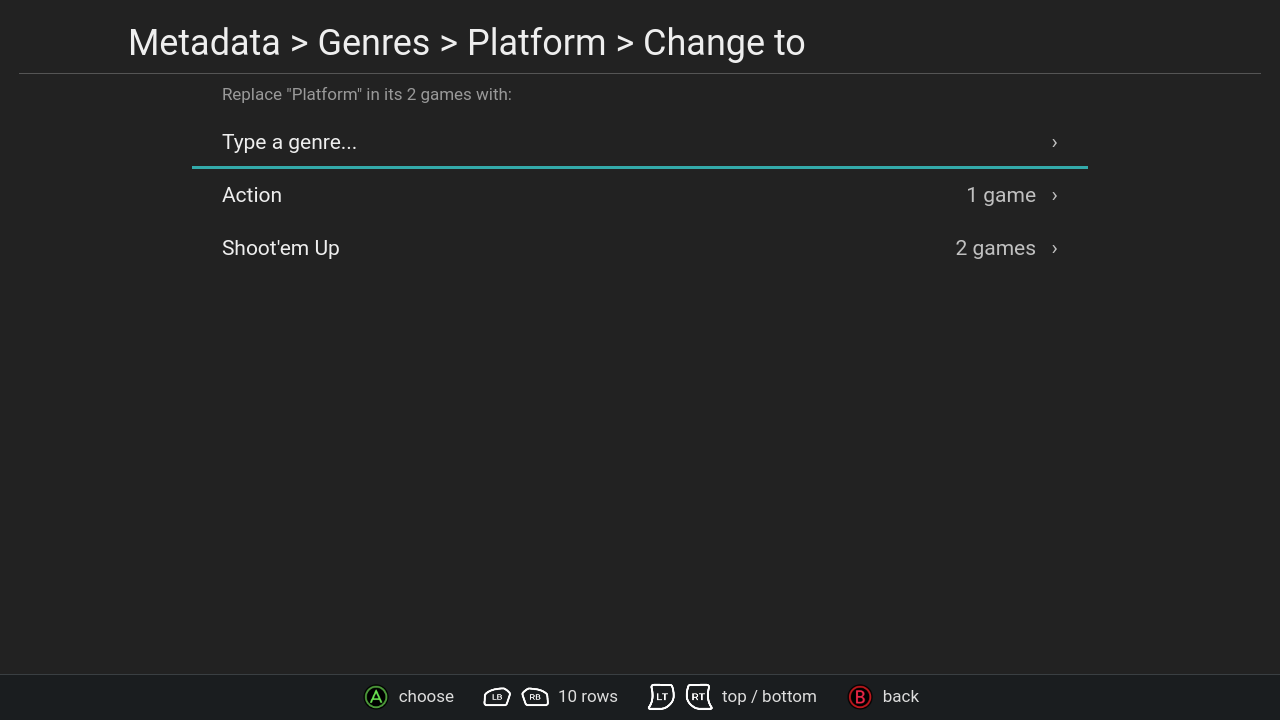 Metadata > Genres > Platform > Change to
Replace "Platform" in its 2 games with:
Type a genre... ›
Action 1 game ›
Shoot'em Up 2 games ›
A choose LB RB 10 rows LT RT top / bottom B back